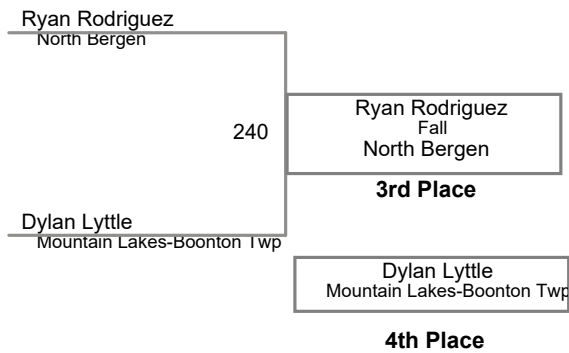 Ryan Rodriguez
North Bergen
240
Ryan Rodriguez
Fall
North Bergen
3rd Place
Dylan Lyttle
Mountain Lakes-Boonton Twp
Dylan Lyttle
Mountain Lakes-Boonton Twp
4th Place